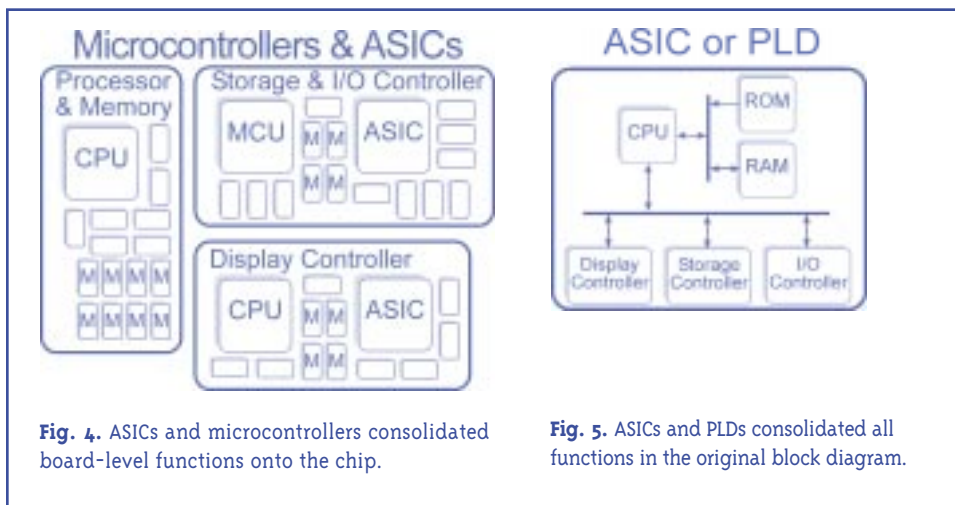 Microcontrollers & ASICs
Processor
& Memory
CPU
M M M M
M M M M
Storage & I/O Controller
MCU
M M
M M
ASIC
Display Controller
CPU
M M
M M
ASIC
Fig. 4. ASICs and microcontrollers consolidated
board-level functions onto the chip.
ASIC or PLD
CPU
ROM
RAM
Display
Controller
Storage
Controller
I/O
Controller
Fig. 5. ASICs and PLDs consolidated all
functions in the original block diagram.